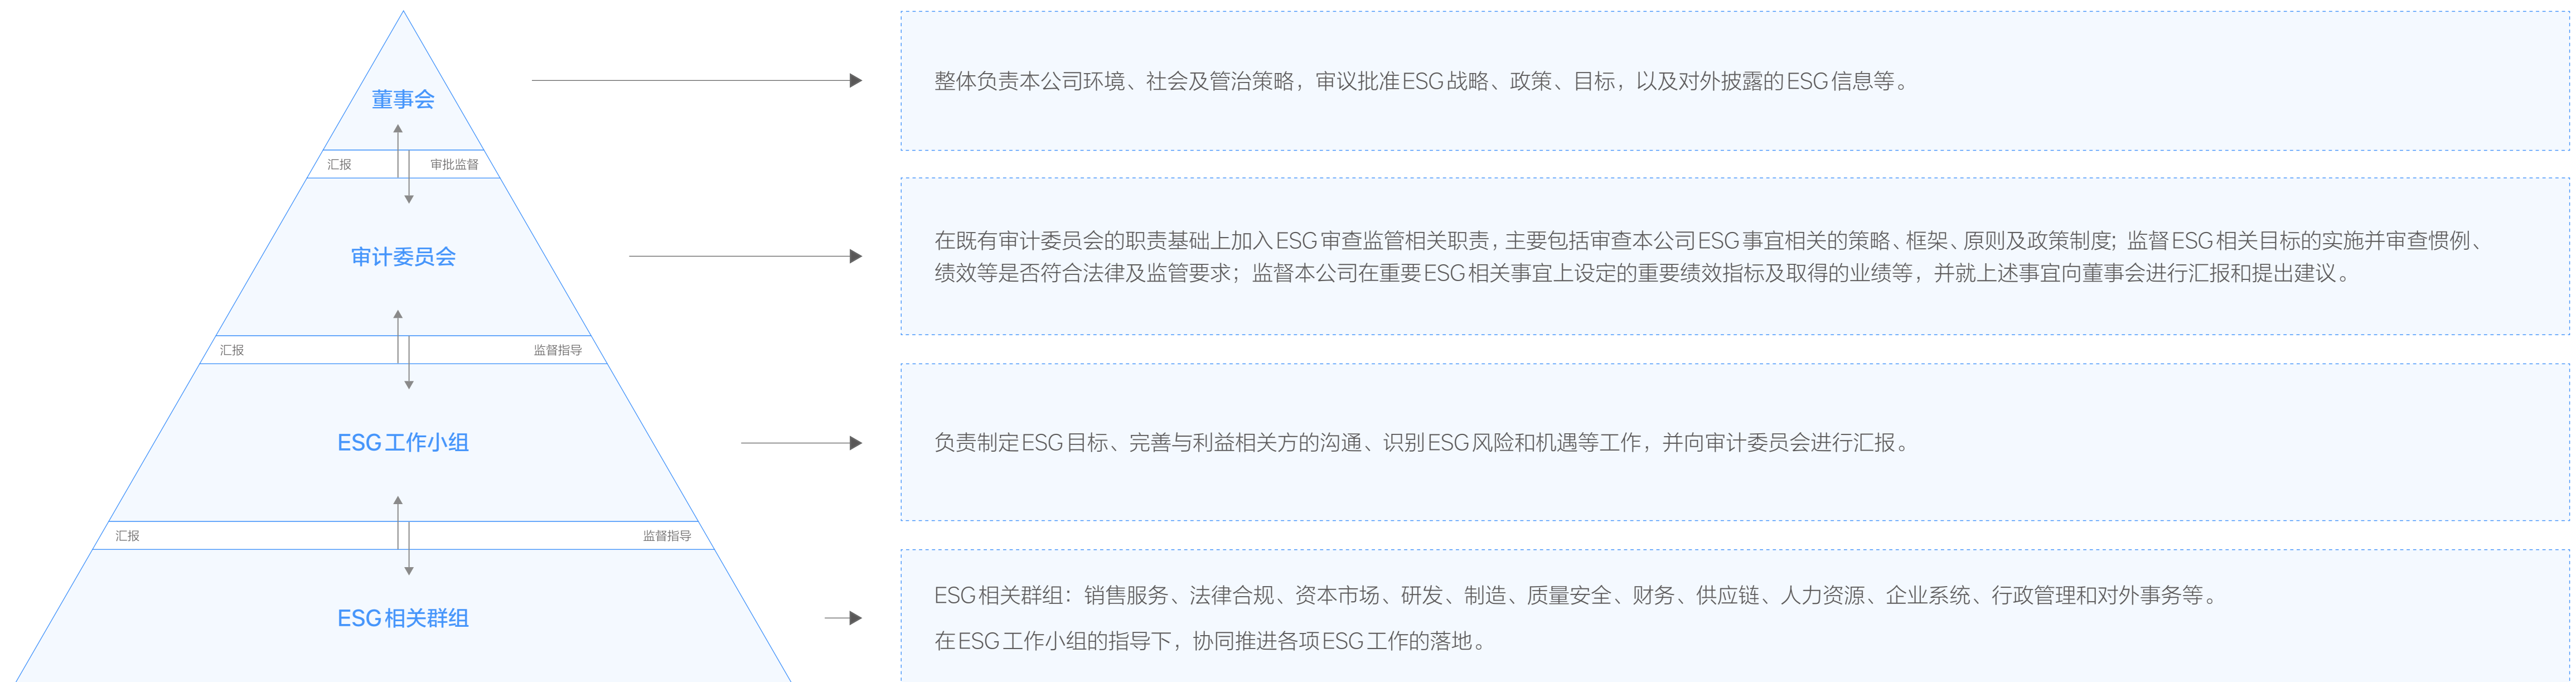 董事会
整体负责本公司环境、社会及管治策略，审议批准ESG战略、政策、目标，以及对外披露的ESG信息等。
汇报
审批监督
审计委员会
在既有审计委员会的职责基础上加入ESG审查监管相关职责，主要包括审查本公司ESG事宜相关的策略、框架、原则及政策制度；监督ESG相关目标的实施并审查惯例、
绩效等是否符合法律及监管要求；监督本公司在重要ESG相关事宜上设定的重要绩效指标及取得的业绩等，并就上述事宜向董事会进行汇报和提出建议。
汇报
监督指导
ESG工作小组
负责制定ESG目标、完善与利益相关方的沟通、识别ESG风险和机遇等工作，并向审计委员会进行汇报。
汇报
监督指导
ESG相关群组
ESG相关群组：销售服务、法律合规、资本市场、研发、制造、质量安全、财务、供应链、人力资源、企业系统、行政管理和对外事务等。
在ESG工作小组的指导下，协同推进各项ESG工作的落地。